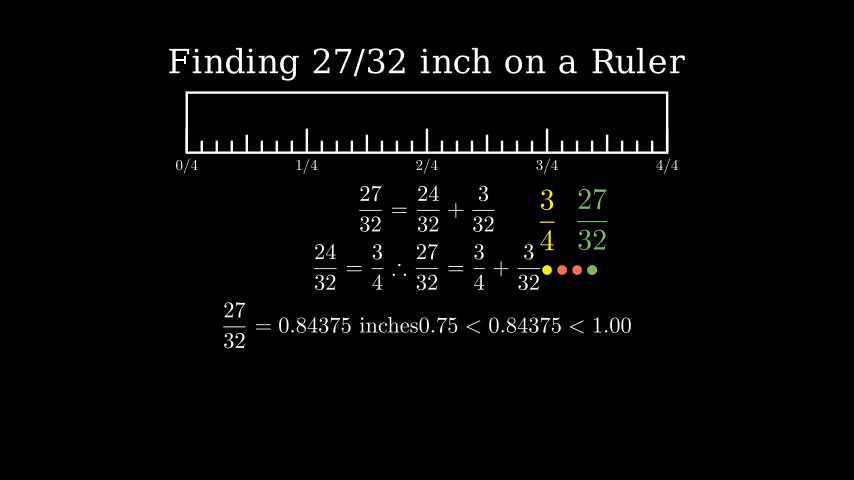 Finding 27/32 inch on a Ruler
0/4 1/4 2/4 3/4 4/4
27/32 = 24/32 + 3/32 3/4 27/32
24/32 = 3/4 ∴ 27/32 = 3/4 + 3/32
27/32 = 0.84375 inches0.75 < 0.84375 < 1.00